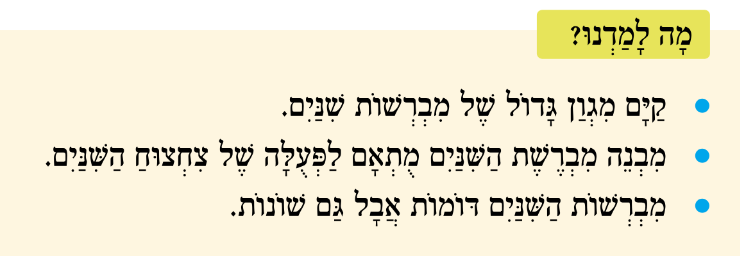 מָה לָמַדְנוּ?
קַיָּם מִגְוַן גָּדוֹל שֶׁל מִבְרְשׁוֹת שִׁנַּיִם.
מִבְנֵה מִבְרֶשֶׁת הַשִּׁנַּיִם מֻתְאָם לַפְּעֻלָּה שֶׁל צִחְצוּחַ הַשִּׁנַּיִם.
מִבְרְשׁוֹת הַשִּׁנַּיִם דּוֹמוֹת אֲבָל גַּם שׁוֹנוֹת.